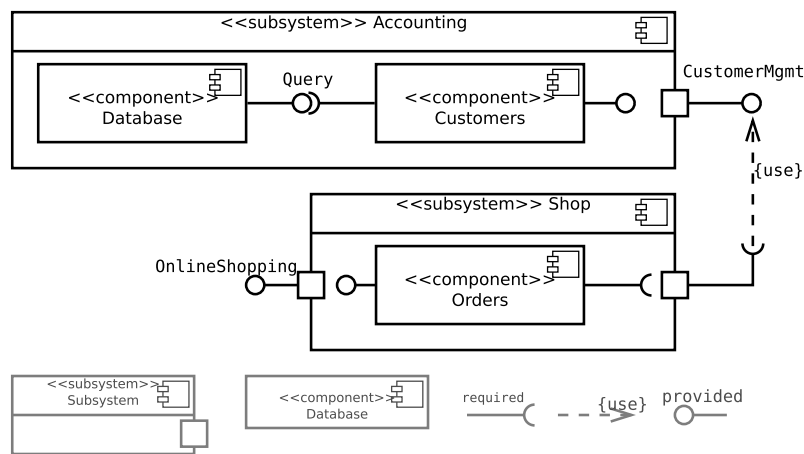 <<subsystem>> Accounting
CustomerMgmt
Query
<<component>>
Database
<<component>>
Customers
{use}
<<subsystem>> Shop
OnlineShopping
<<component>>
Orders
<<subsystem>>
Subsystem
<<component>>
Database
required
{use}
provided